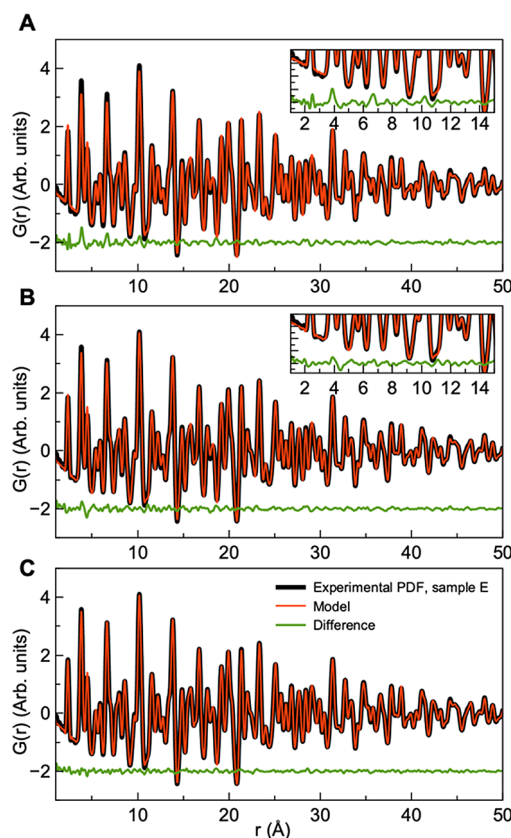 A
G(r) (Arb. units)
4
2
0
−2
2 4 6 8 10 12 14
10 20 30 40 50
B
G(r) (Arb. units)
4
2
0
−2
2 4 6 8 10 12 14
10 20 30 40 50
C
G(r) (Arb. units)
4
2
0
−2
Experimental PDF, sample E
Model
Difference
10 20 30 40 50
r (Å)